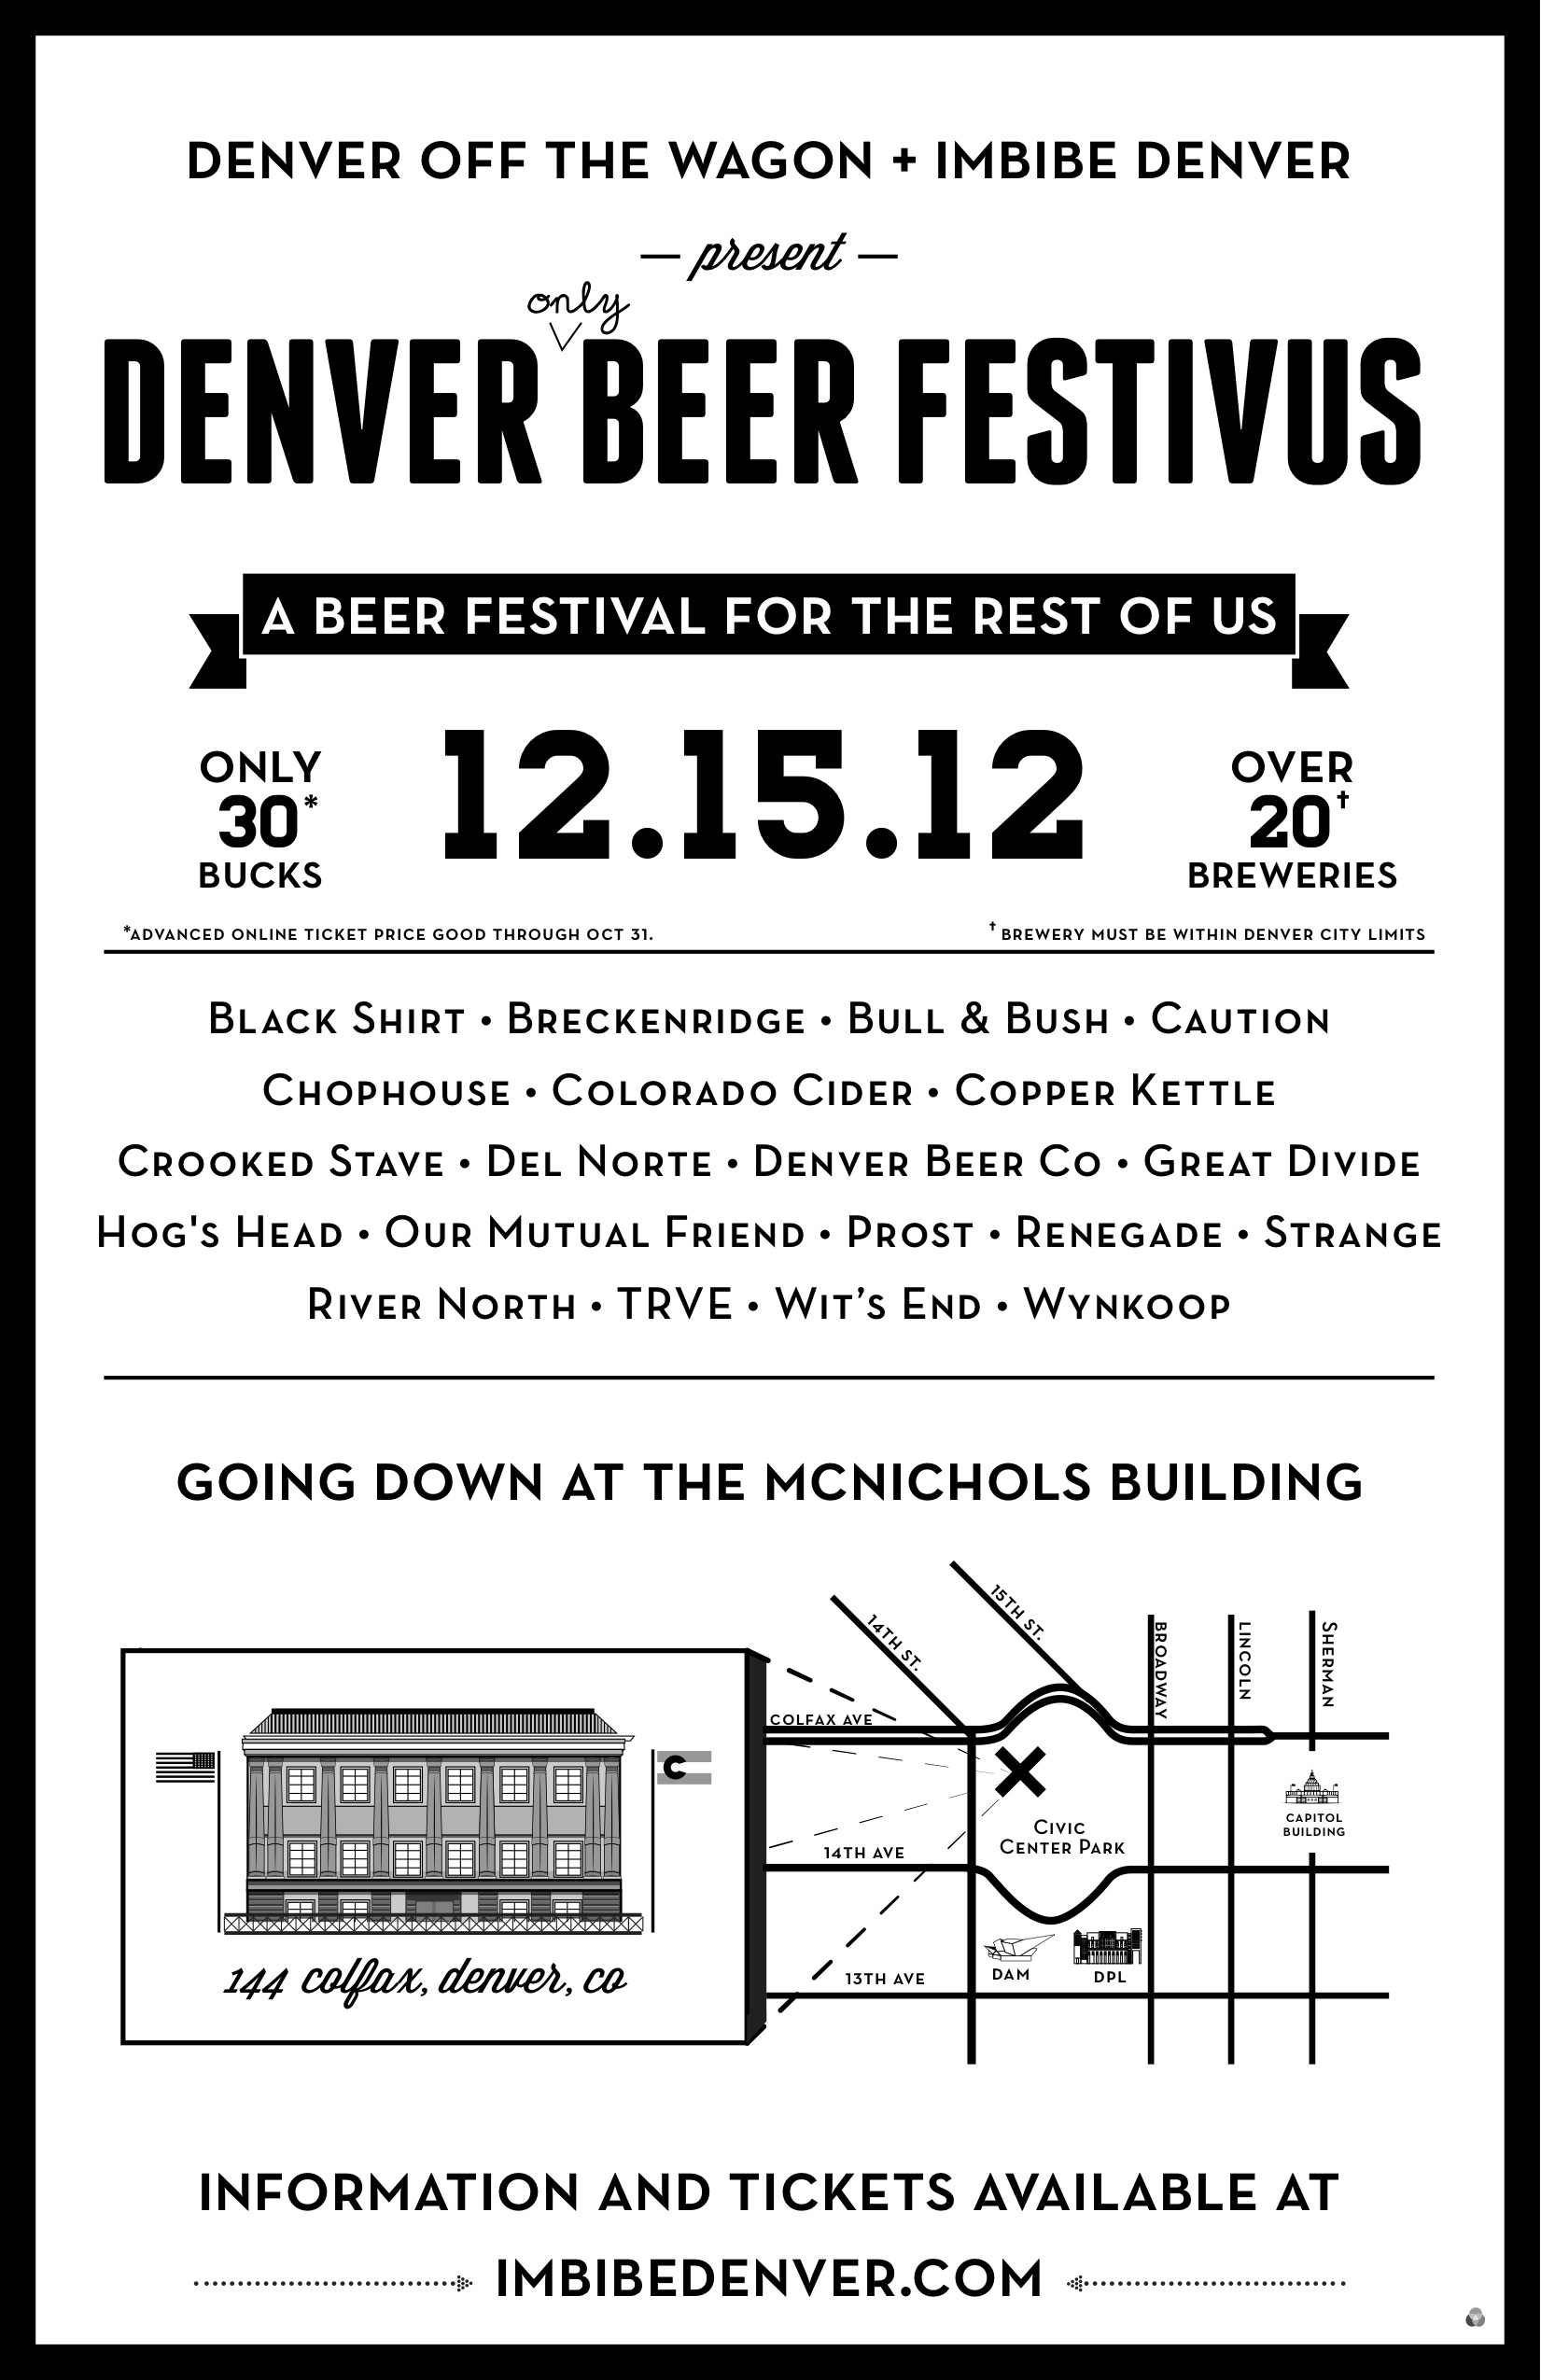 DENVER OFF THE WAGON + IMBIBE DENVER
— present —
only
DENVER BEER FESTIVUS
A BEER FESTIVAL FOR THE REST OF US
ONLY
30*
BUCKS
12.15.12
OVER
20†
BREWERIES
*ADVANCED ONLINE TICKET PRICE GOOD THROUGH OCT 31.
† BREWERY MUST BE WITHIN DENVER CITY LIMITS
BLACK SHIRT • BRECKENRIDGE • BULL & BUSH • CAUTION
CHOPHOUSE • COLORADO CIDER • COPPER KETTLE
CROOKED STAVE • DEL NORTE • DENVER BEER CO • GREAT DIVIDE
HOG'S HEAD • OUR MUTUAL FRIEND • PROST • RENEGADE • STRANGE
RIVER NORTH • TRVE • WIT’S END • WYNKOOP
GOING DOWN AT THE MCNICHOLS BUILDING
C
144 colfax, denver, co
14TH ST.
15TH ST.
BROADWAY
LINCOLN
SHERMAN
COLFAX AVE
CAPITOL
BUILDING
CIVIC
CENTER PARK
14TH AVE
DAM
DPL
13TH AVE
INFORMATION AND TICKETS AVAILABLE AT
IMBIBEDENVER.COM